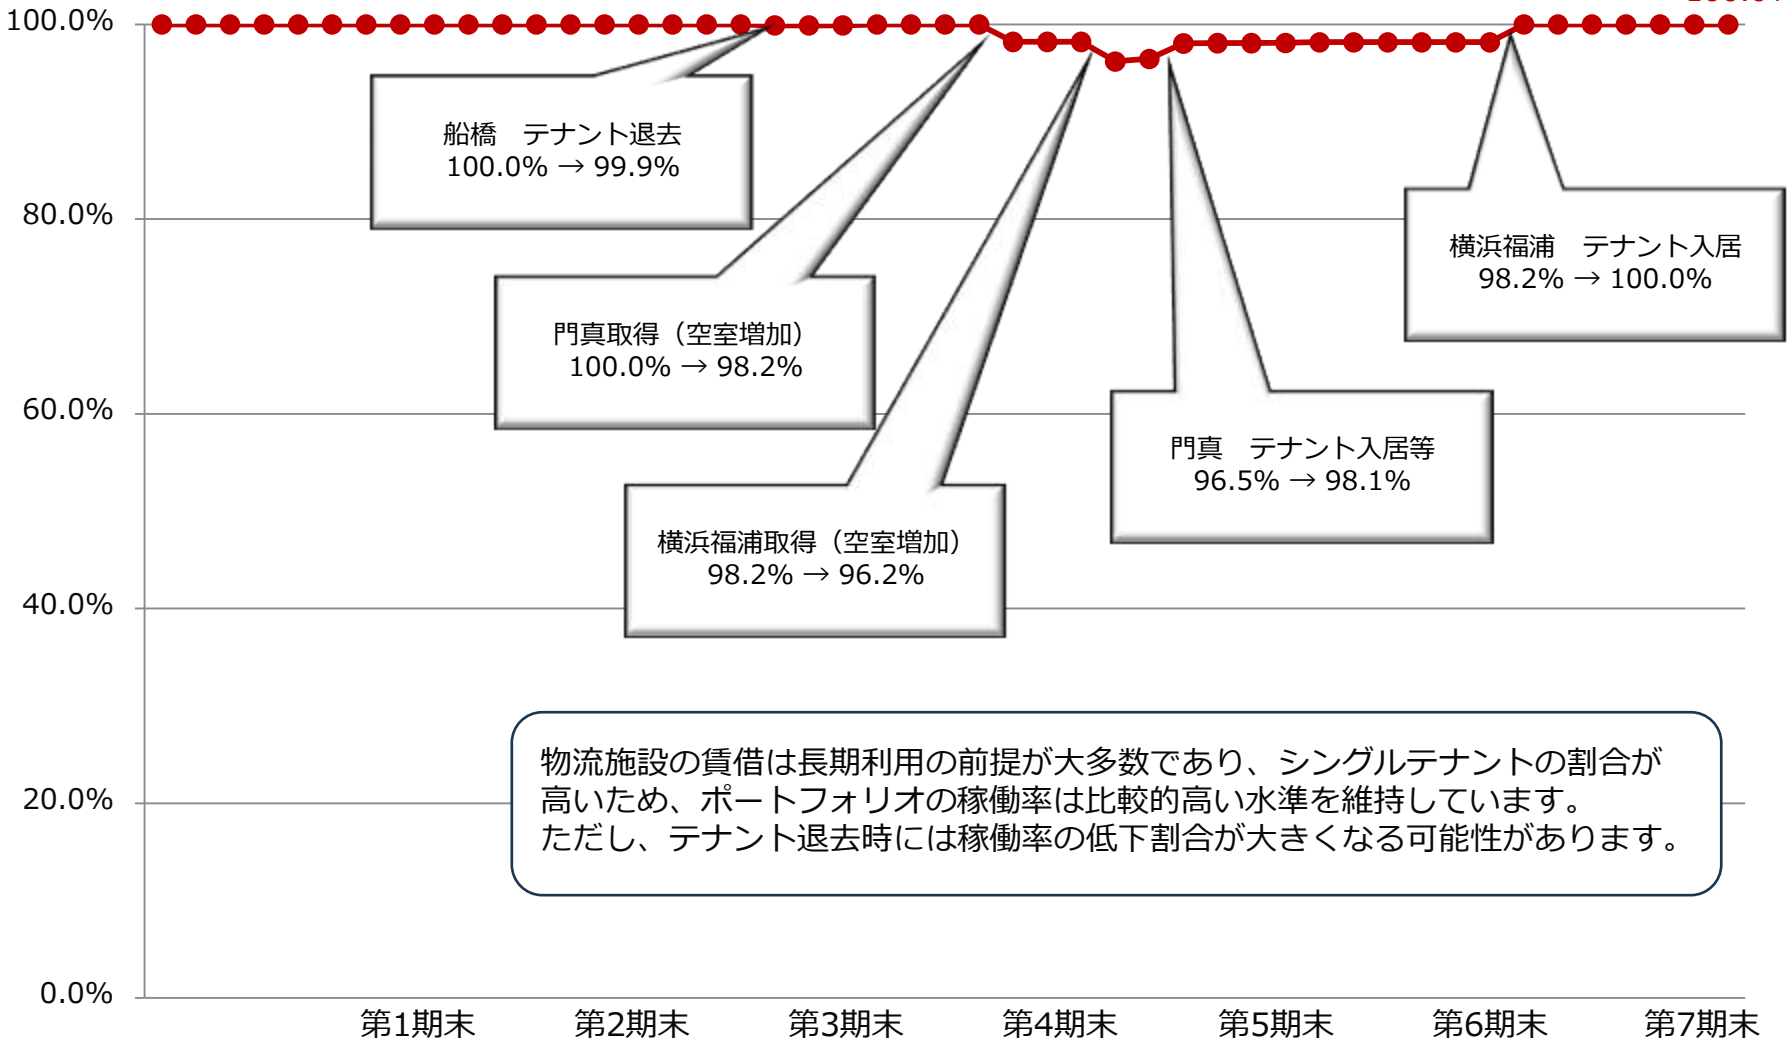 100.0%
80.0%
60.0%
40.0%
20.0%
0.0%
船橋　テナント退去
100.0% → 99.9%
門真取得（空室増加）
100.0% → 98.2%
横浜福浦取得（空室増加）
98.2% → 96.2%
門真　テナント入居等
96.5% → 98.1%
横浜福浦　テナント入居
98.2% → 100.0%
物流施設の賃借は長期利用の前提が大多数であり、シングルテナントの割合が
高いため、ポートフォリオの稼働率は比較的高い水準を維持しています。
ただし、テナント退去時には稼働率の低下割合が大きくなる可能性があります。
第1期末
第2期末
第3期末
第4期末
第5期末
第6期末
第7期末